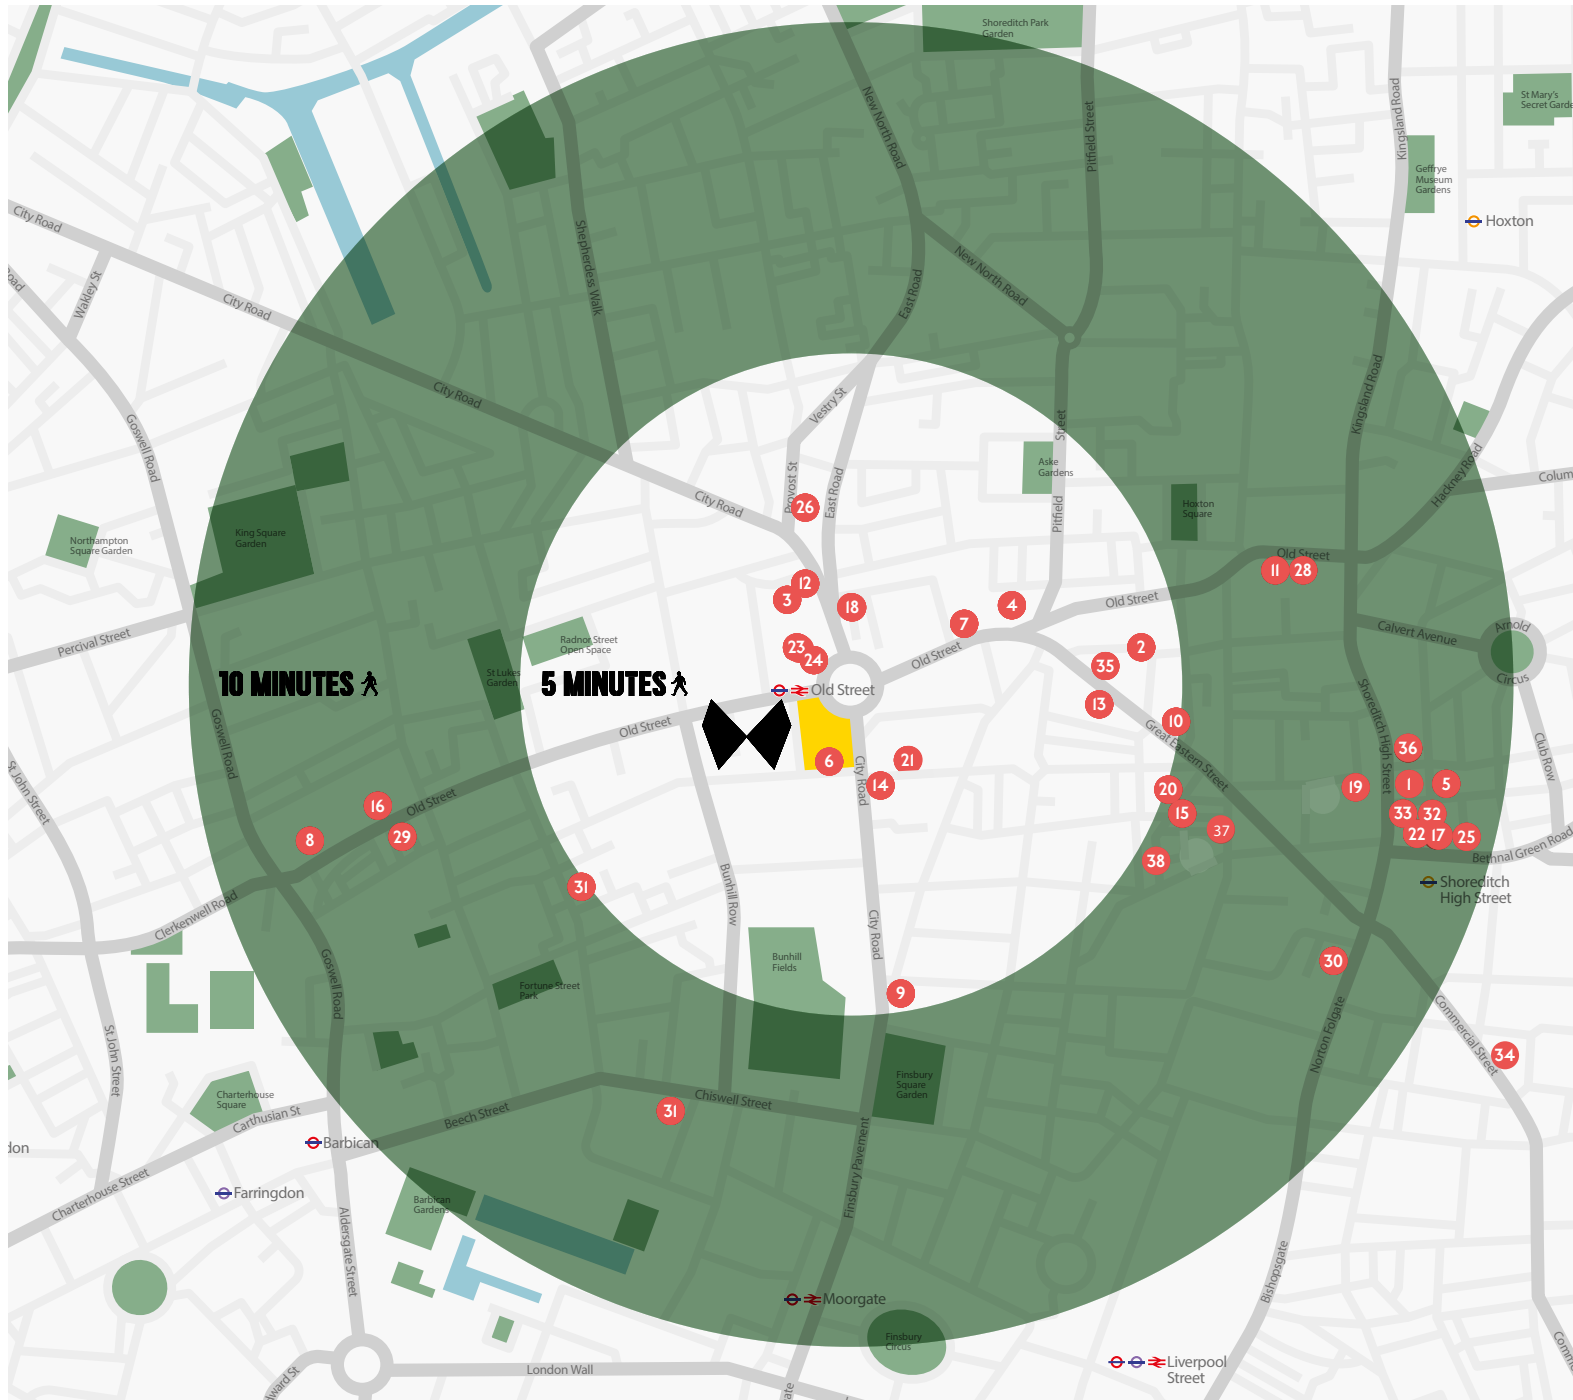 Shoreditch Park
Garden
St Mary's
Secret Garde
New North Road
Pitfield Street
Kingsland Road
Geffrye
Museum
Gardens
Hoxton
City Road
Wakley St
Road
City Road
Shepherdess Walk
East Road
New North Road
City Road
Vestry St
Kingsland Road
Goswell Road
Street
Hackney Road
Colum
Aske
Gardens
Provost St
East Road
City Road
26
Pitfield
Hoxton
Square
Northampton
Square Garden
King Square
Garden
Old Street
11
28
12
3
18
4
7
Old Street
Percival Street
Radnor Street
Open Space
23
24
Old Street
2
35
Calvert Avenue
Arnold
Circus
10 MINUTES
St Lukes
Garden
5 MINUTES
Old Street
13
10
Old Street
Great Eastern Street
Shoreditch High Street
36
Club Row
Goswell Road
6
City Road
21
14
20
19
1
5
St John Street
16
Old Street
8
29
15
37
33
32
22
17
25
Bethnal Green Road
38
31
Bunhill Row
Shoreditch
High Street
Clerkenwell Road
City Road
Bunhill
Fields
30
Goswell Road
Fortune Street
Park
9
Norton Folgate
Commercial Street
St John Street
34
Finsbury
Square
Garden
Charterhouse
Square
Carthusian St
Beech Street
31
Chiswell Street
don
Barbican
Finsbury Pavement
Charterhouse Street
Farringdon
Barbican
Gardens
Aldersgate Street
Bishopsgate
Moorgate
Finsbury
Circus
Liverpool
Street
London Wall
ward St
gate
Comme